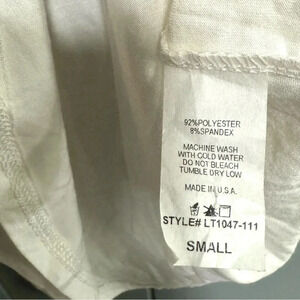 92%POLYESTER
8%SPANDEX
MACHINE WASH
WITH COLD WATER
DO NOT BLEACH
TUMBLE DRY LOW
MADE IN U.S.A.
STYLE# LT1047-111
SMALL